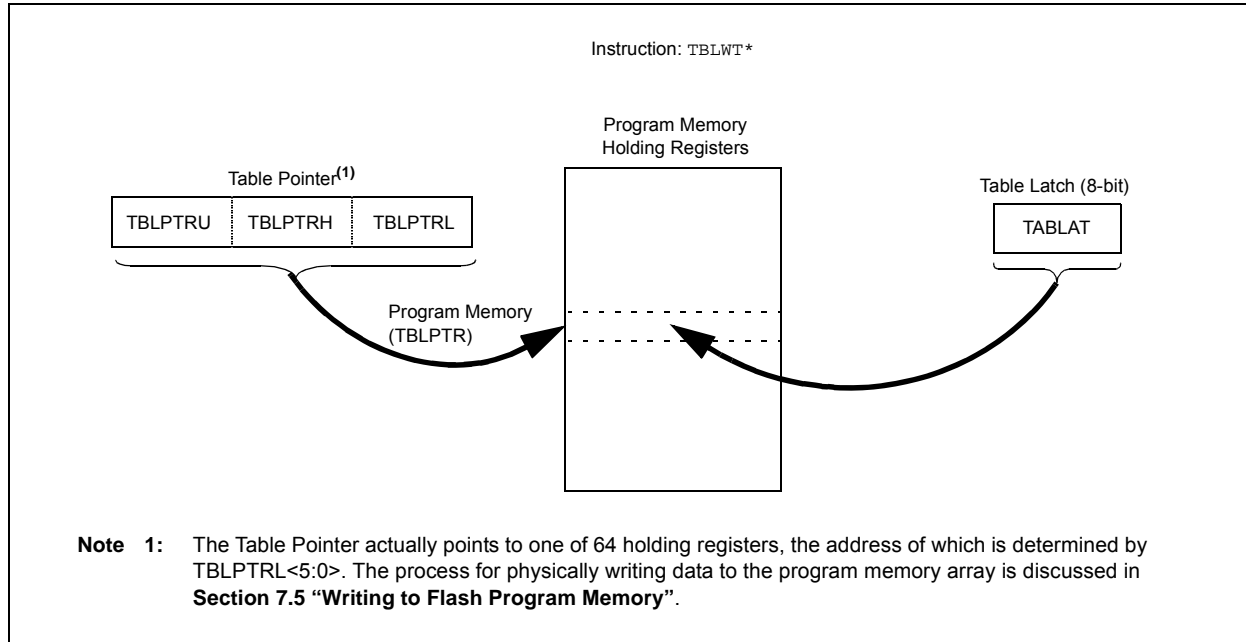 Instruction: TBLWT*
Program Memory
Holding Registers
Table Pointer(1)
Table Latch (8-bit)
TBLPTRU TBLPTRH TBLPTRL
TABLAT
Program Memory
(TBLPTR)
Note 1: The Table Pointer actually points to one of 64 holding registers, the address of which is determined by
TBLPTRL<5:0>. The process for physically writing data to the program memory array is discussed in
Section 7.5 “Writing to Flash Program Memory”.